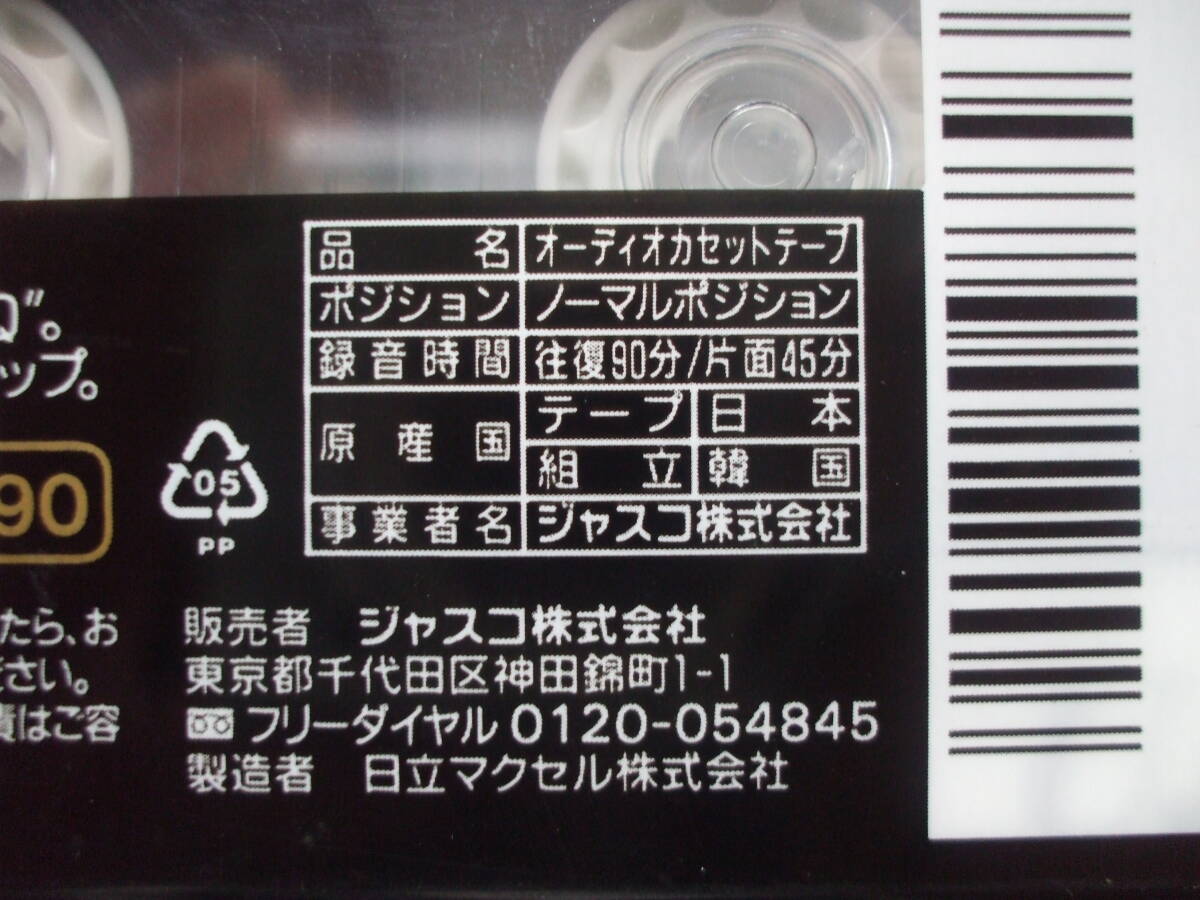 Q"。
ップ。
90
05
PP
品名 オーディオカセットテープ
ポジション ノーマルポジション
録音時間 往復90分/片面45分
原産国 テープ 日本
組立 韓国
事業者名 ジャスコ株式会社
たら、お
ださい。
費はご容
販売者 ジャスコ株式会社
東京都千代田区神田錦町1-1
フリーダイヤル 0120-054845
製造者 日立マクセル株式会社